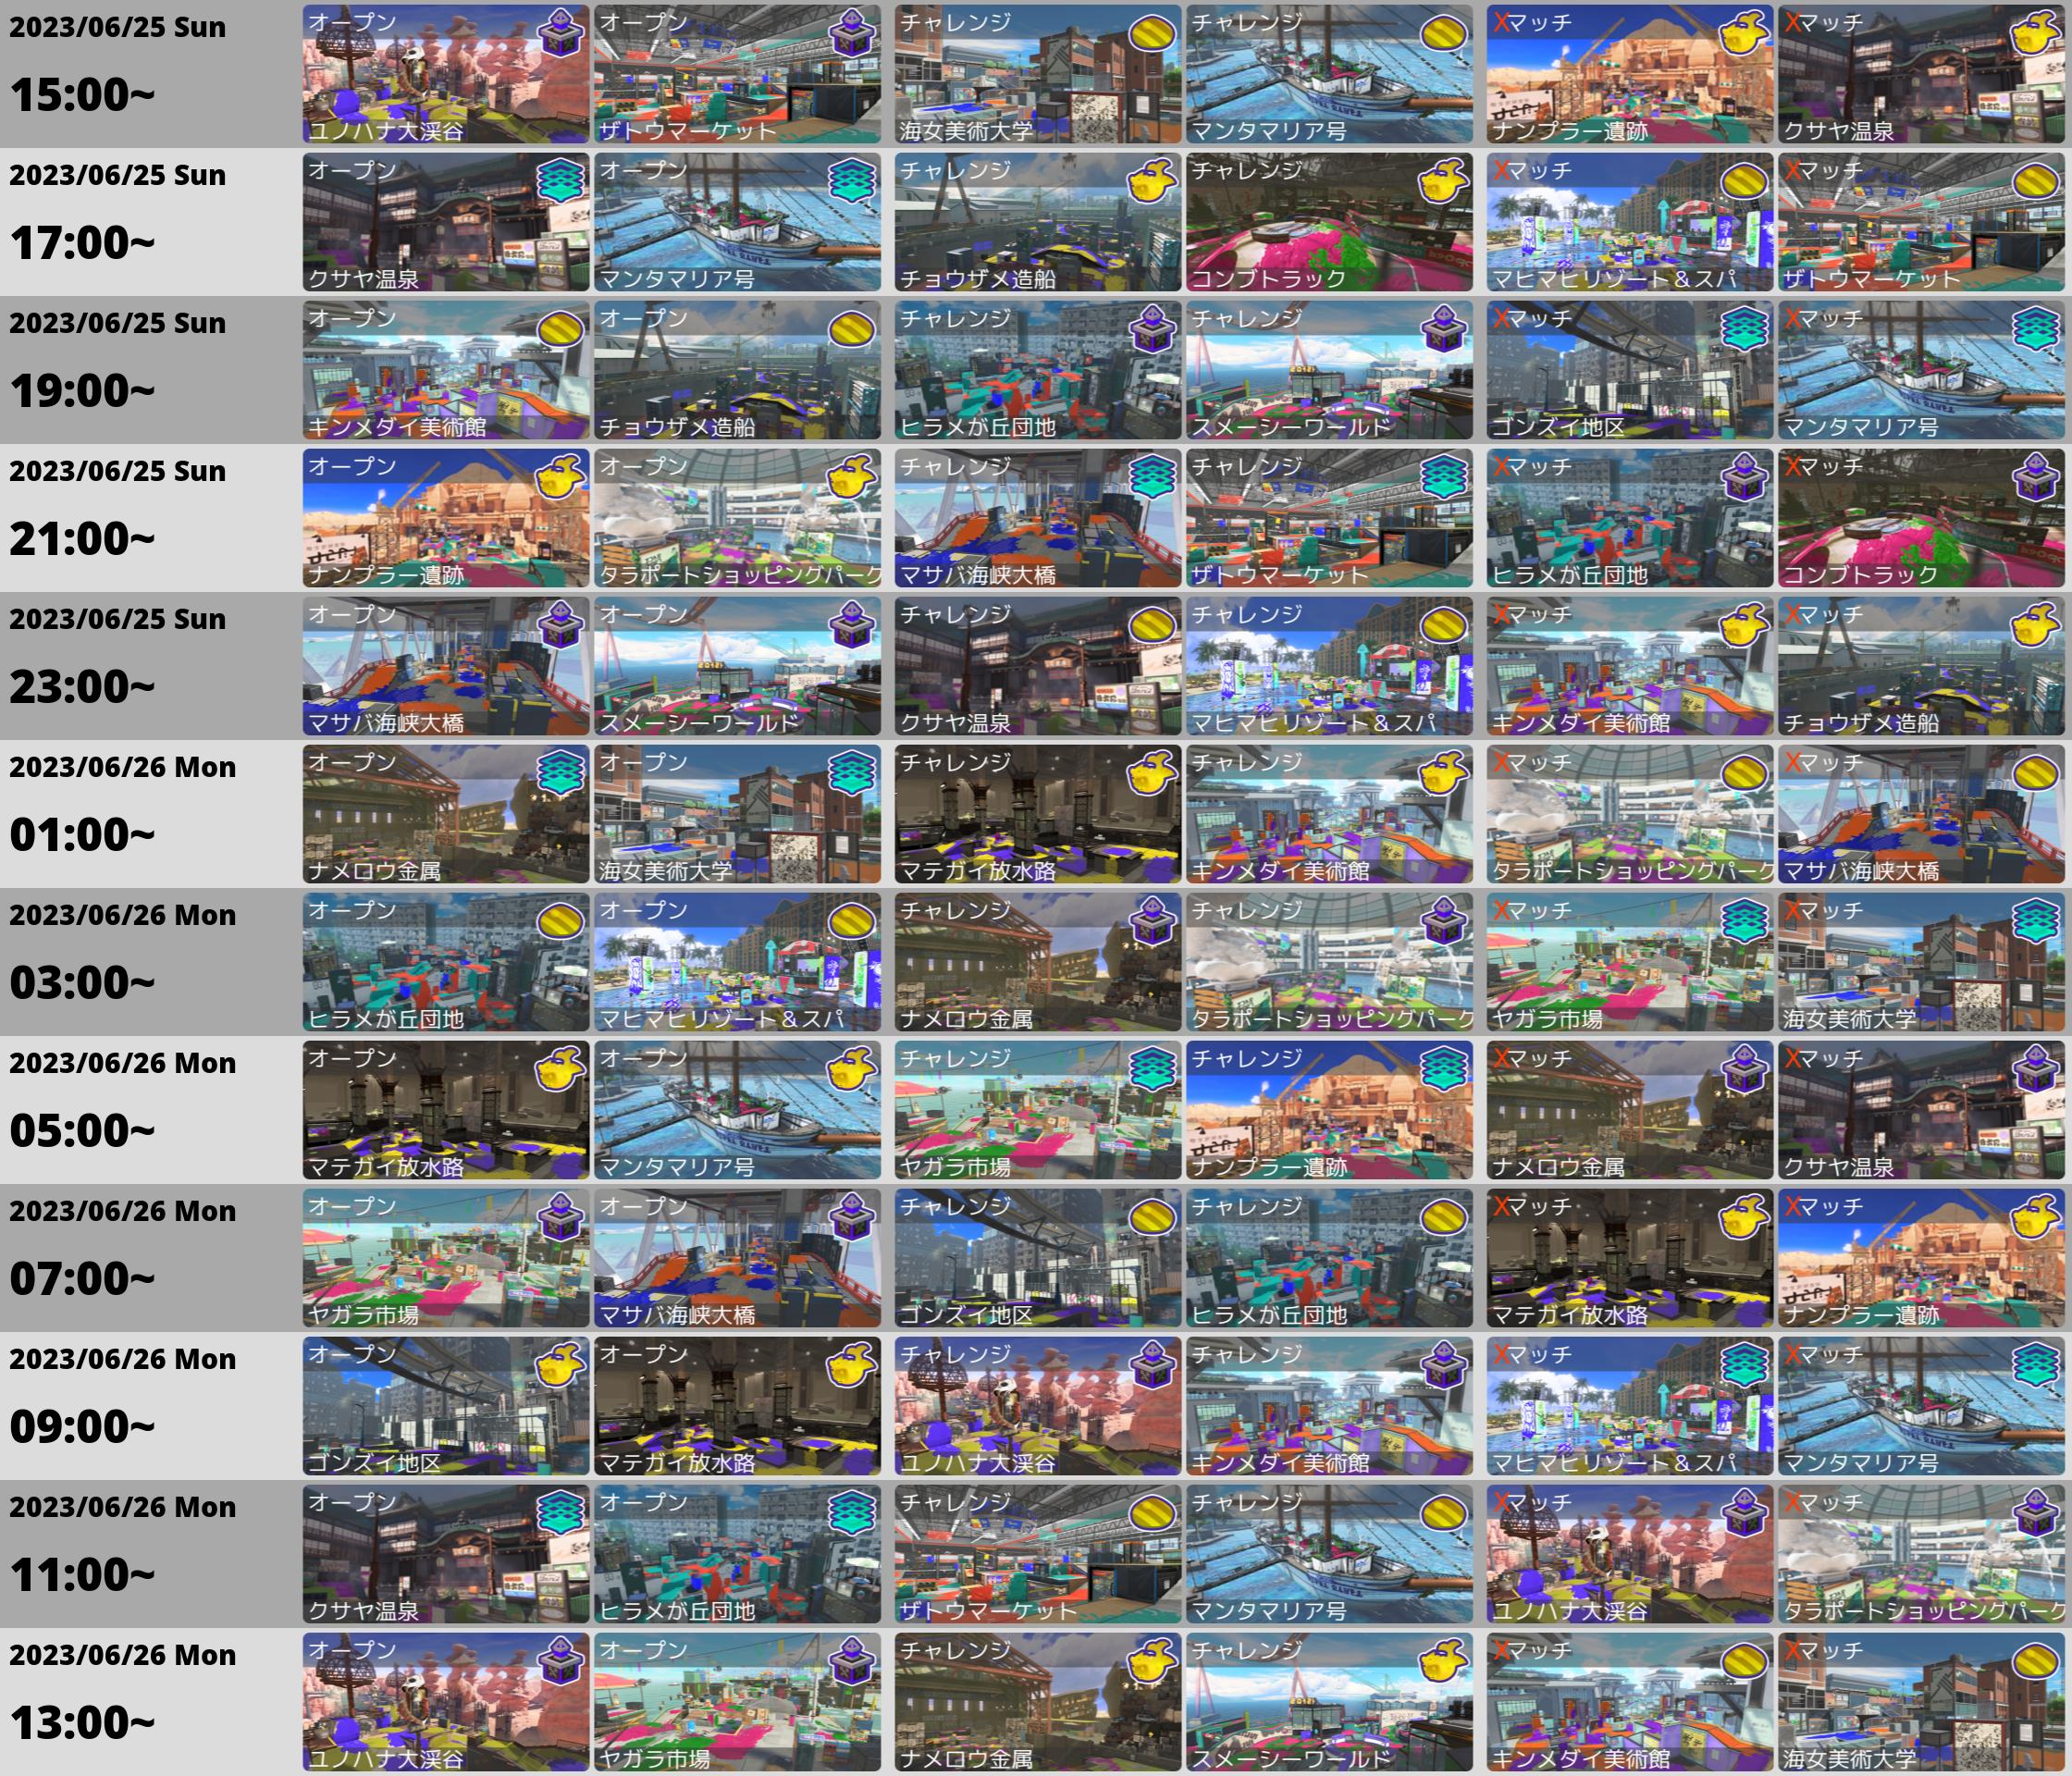 2023/06/25 Sun
15:00~
オープン オープン チャレンジ チャレンジ Xマッチ Xマッチ
ユノハナ大渓谷 ザトウマーケット 海女美術大学 マンタマリア号 ナンプラー遺跡 クサヤ温泉
2023/06/25 Sun
17:00~
オープン オープン チャレンジ チャレンジ Xマッチ Xマッチ
クサヤ温泉 マンタマリア号 チョウザメ造船 コンブトラック マヒマヒリゾート&スパ ザトウマーケット
2023/06/25 Sun
19:00~
オープン オープン チャレンジ チャレンジ Xマッチ Xマッチ
キンメダイ美術館 チョウザメ造船 ヒラメが丘団地 スメーシーワールド ゴンズイ地区 マンタマリア号
2023/06/25 Sun
21:00~
オープン オープン チャレンジ チャレンジ Xマッチ Xマッチ
ナンプラー遺跡 タラポートショッピングパーク マサバ海峡大橋 ザトウマーケット ヒラメが丘団地 コンブトラック
2023/06/25 Sun
23:00~
オープン オープン チャレンジ チャレンジ Xマッチ Xマッチ
マサバ海峡大橋 スメーシーワールド クサヤ温泉 マヒマヒリゾート&スパ キンメダイ美術館 チョウザメ造船
2023/06/26 Mon
01:00~
オープン オープン チャレンジ チャレンジ Xマッチ Xマッチ
ナメロウ金属 海女美術大学 マテガイ放水路 キンメダイ美術館 タラポートショッピングパーク マサバ海峡大橋
2023/06/26 Mon
03:00~
オープン オープン チャレンジ チャレンジ Xマッチ Xマッチ
ヒラメが丘団地 マヒマヒリゾート&スパ ナメロウ金属 タラポートショッピングパーク ヤガラ市場 海女美術大学
2023/06/26 Mon
05:00~
オープン オープン チャレンジ チャレンジ Xマッチ Xマッチ
マテガイ放水路 マンタマリア号 ヤガラ市場 ナンプラー遺跡 ナメロウ金属 クサヤ温泉
2023/06/26 Mon
07:00~
オープン オープン チャレンジ チャレンジ Xマッチ Xマッチ
ヤガラ市場 マサバ海峡大橋 ゴンズイ地区 ヒラメが丘団地 マテガイ放水路 ナンプラー遺跡
2023/06/26 Mon
09:00~
オープン オープン チャレンジ チャレンジ Xマッチ Xマッチ
ゴンズイ地区 マテガイ放水路 ユノハナ大渓谷 キンメダイ美術館 マヒマヒリゾート&スパ マンタマリア号
2023/06/26 Mon
11:00~
オープン オープン チャレンジ チャレンジ Xマッチ Xマッチ
クサヤ温泉 ヒラメが丘団地 ザトウマーケット マンタマリア号 ユノハナ大渓谷 タラポートショッピングパーク
2023/06/26 Mon
13:00~
オープン オープン チャレンジ チャレンジ Xマッチ Xマッチ
ユノハナ大渓谷 ヤガラ市場 ナメロウ金属 スメーシーワールド キンメダイ美術館 海女美術大学